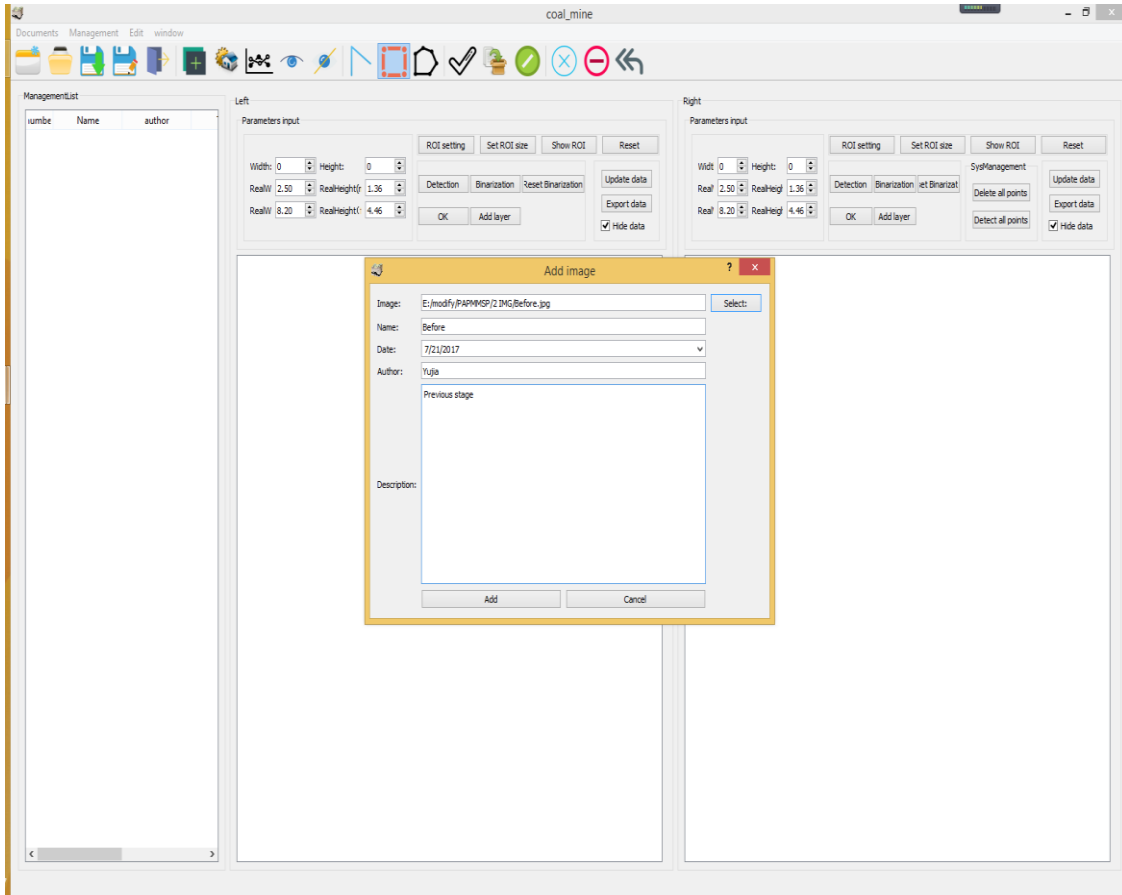 coal_mine
Documents Management Edit window
ManagementList
umbe Name author
Left
Parameters input
ROI setting Set ROI size Show ROI Reset
Width: 0 Height: 0
RealW 2.50 RealHeight(r 1.36
RealW 8.20 RealHeight( 4.46
Detection Binarization Reset Binarization
OK Add layer
Update data
Export data
Hide data
Right
Parameters input
ROI setting Set ROI size Show ROI Reset
Widt 0 Height: 0
Real 2.50 RealHeigl 1.36
Real 8.20 RealHeigl 4.46
Detection Binarization et Binarizat
OK Add layer
SysManagement
Delete all points
Detect all points
Update data
Export data
Hide data
Add image
?
Image: E:/modify/PAPMMSP/2 IMG/Before.jpg Select:
Name: Before
Date: 7/21/2017
Author: Yujia
Description: Previous stage
Add Cancel